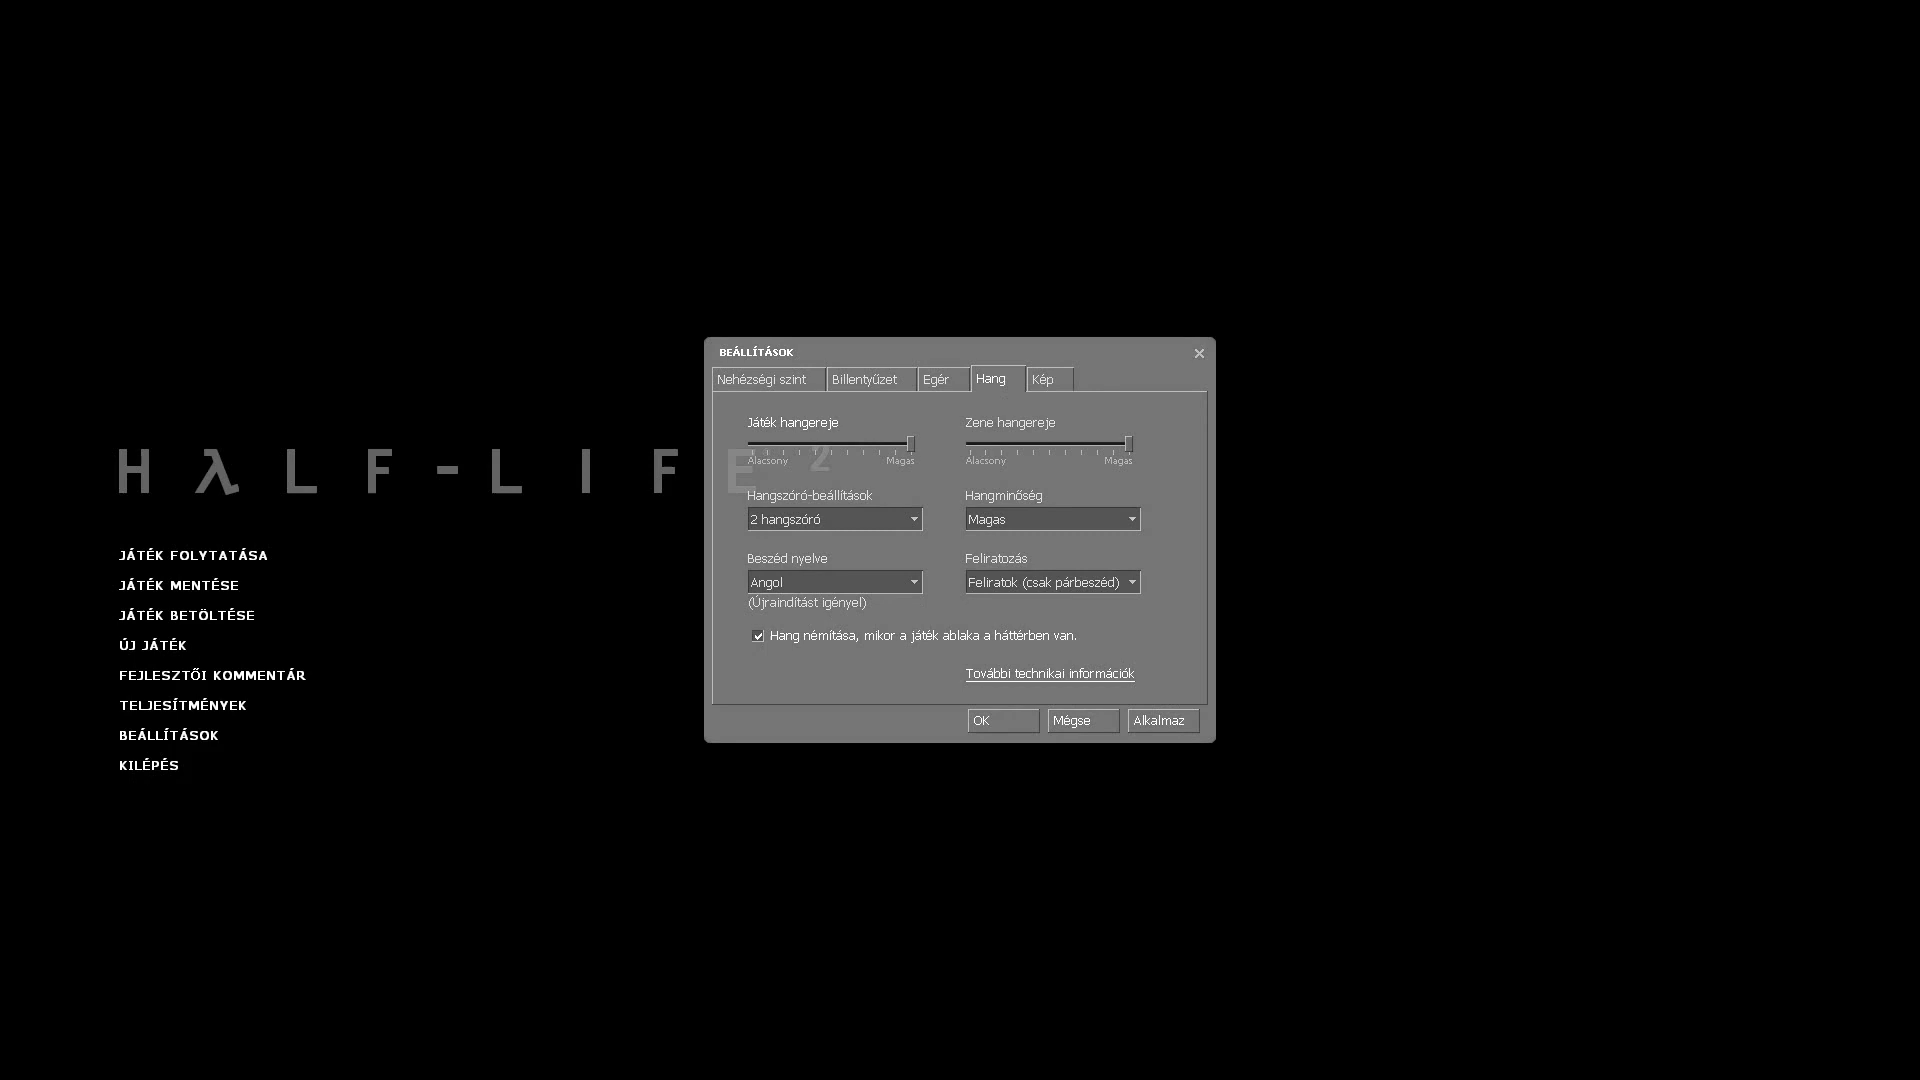 HλLF-LIFE 2
JÁTÉK FOLYTATÁSA
JÁTÉK MENTÉSE
JÁTÉK BETÖLTÉSE
ÚJ JÁTÉK
FEJLESZTŐI KOMMENTÁR
TELJESÍTMÉNYEK
BEÁLLÍTÁSOK
KILÉPÉS
BEÁLLÍTÁSOK
Nehézségi szint Billentyűzet Egér Hang Kép
Játék hangereje Zene hangereje
Alacsony Magas Alacsony Magas
Hangszóró-beállítások Hangminőség
2 hangszóró Magas
Beszéd nyelve Feliratozás
Angol Feliratok (csak párbeszéd)
(Újraindítást igényel)
Hang némítása, mikor a játék ablaka a háttérben van.
További technikai információk
OK Mégse Alkalmaz